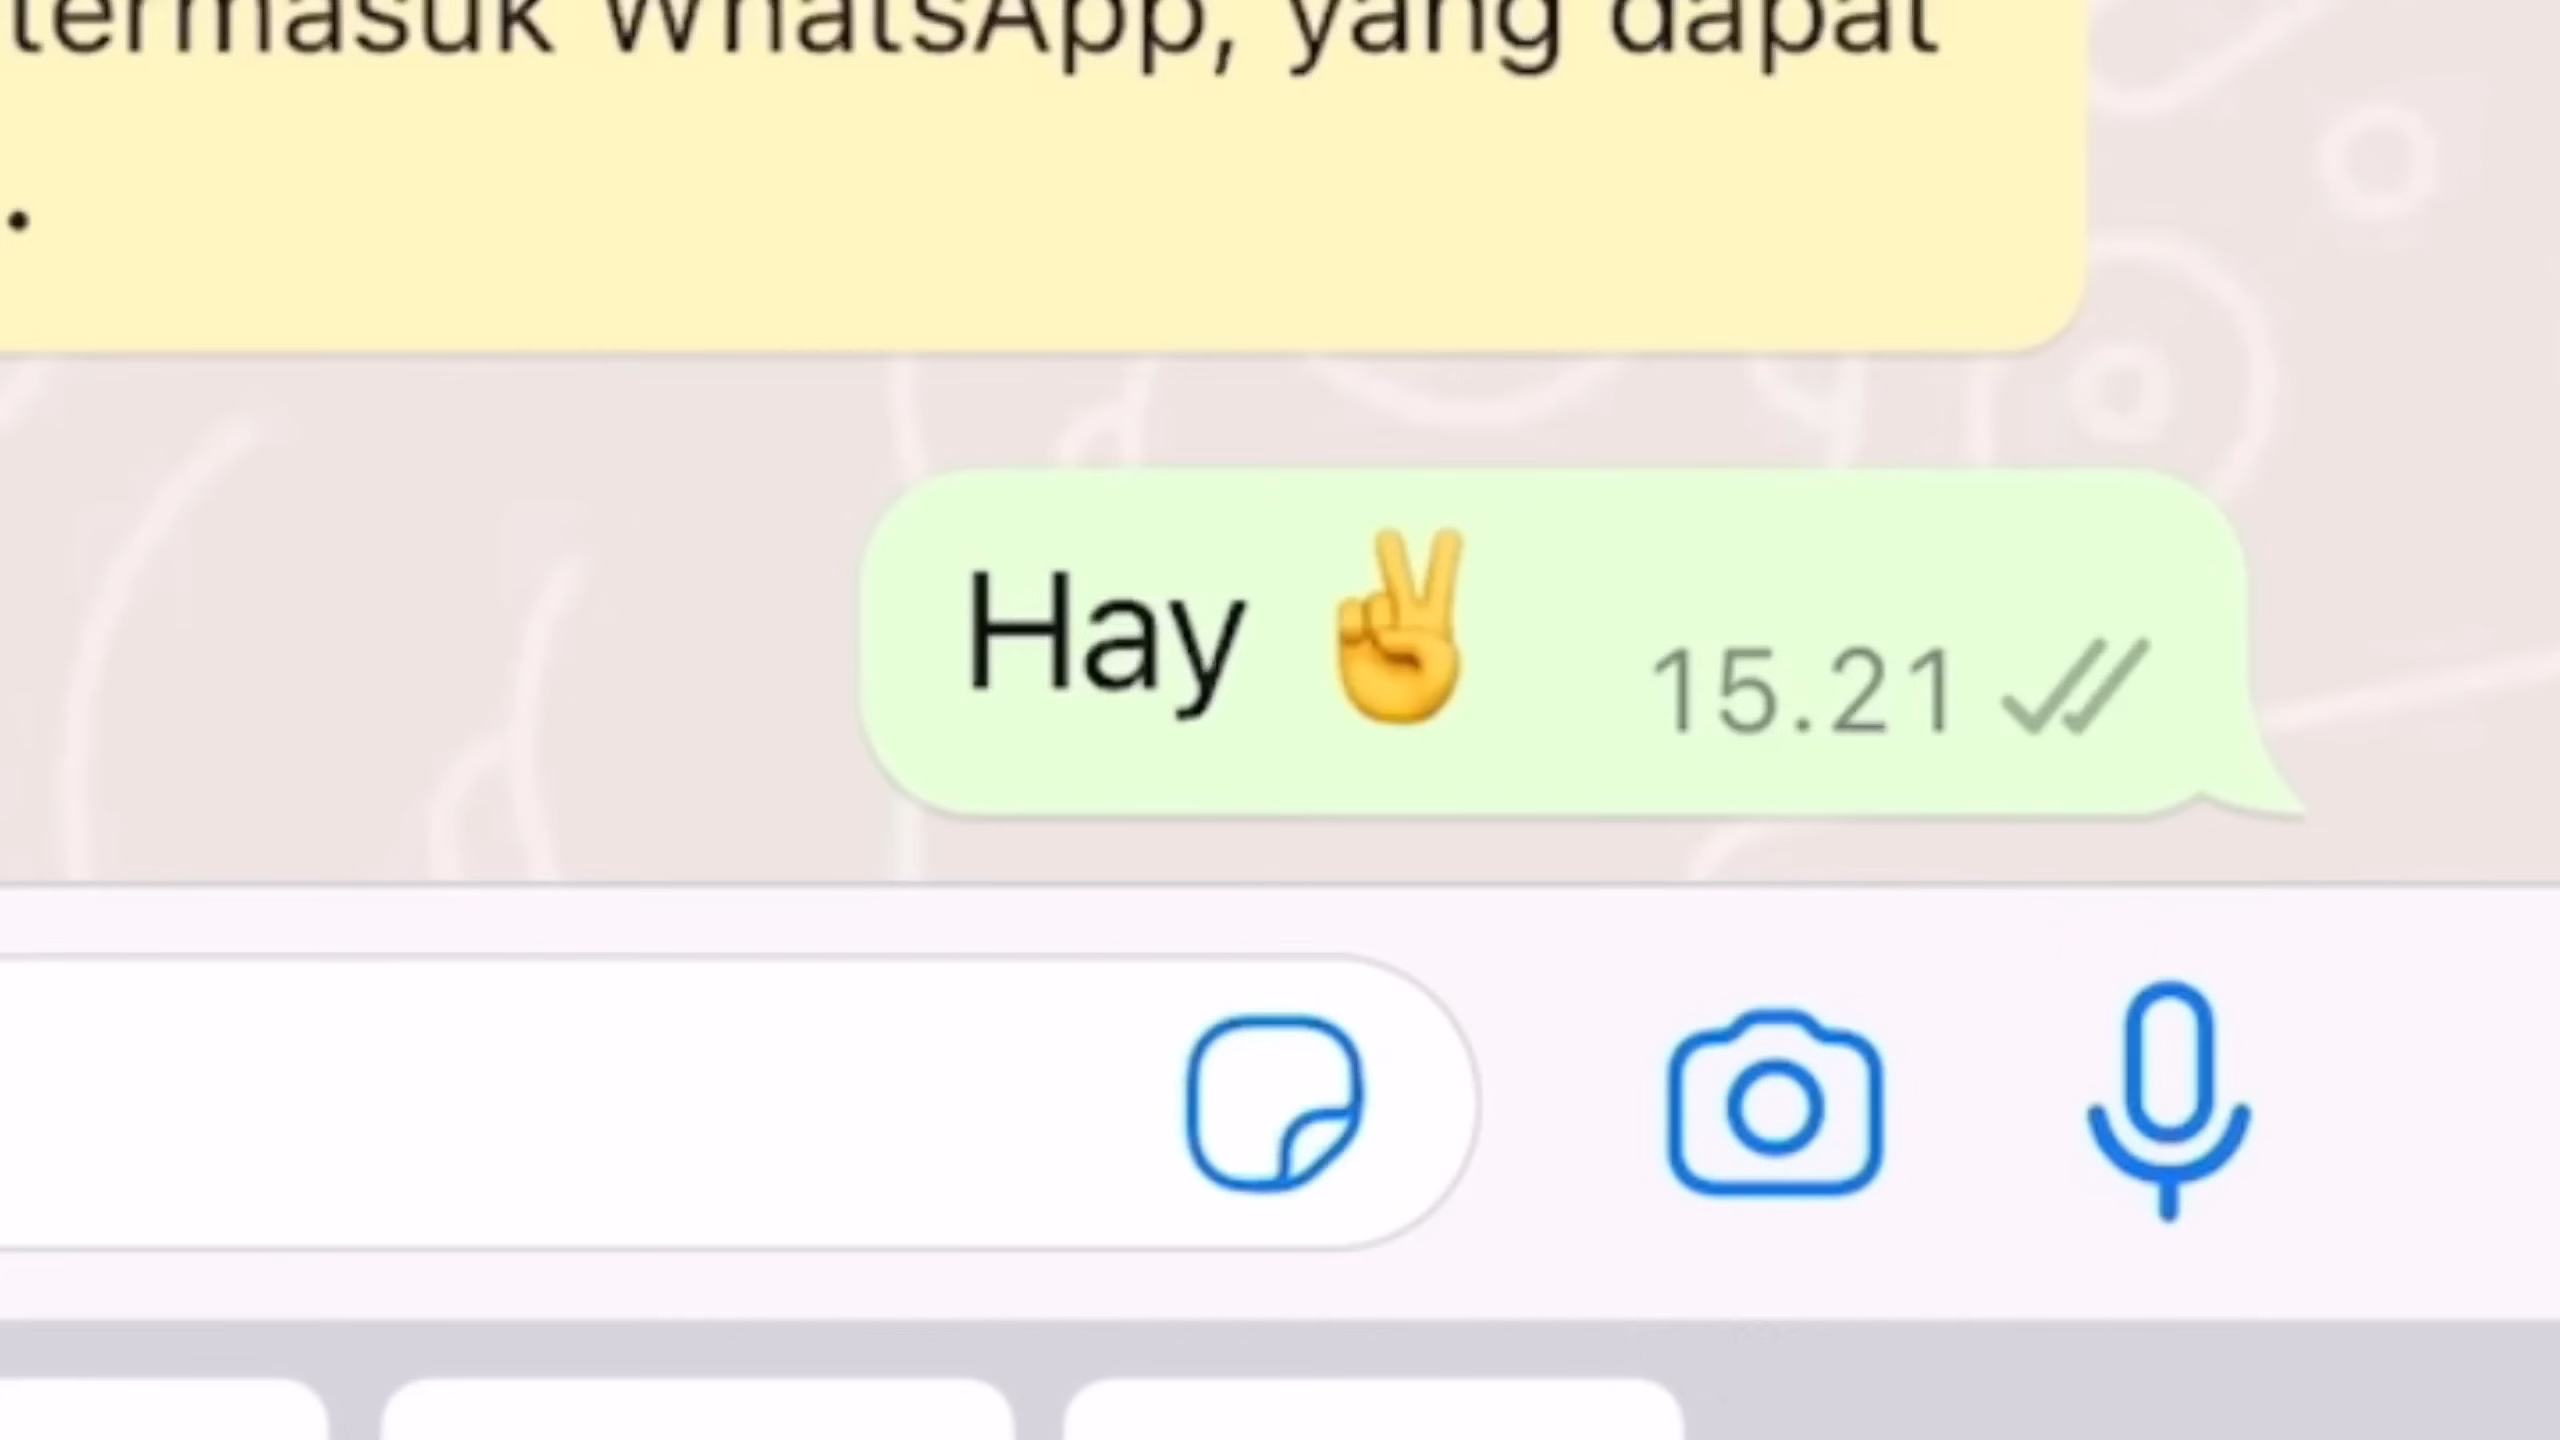 termasuk WhatsApp, yang dapat
.
Hay ✌️ 15.21